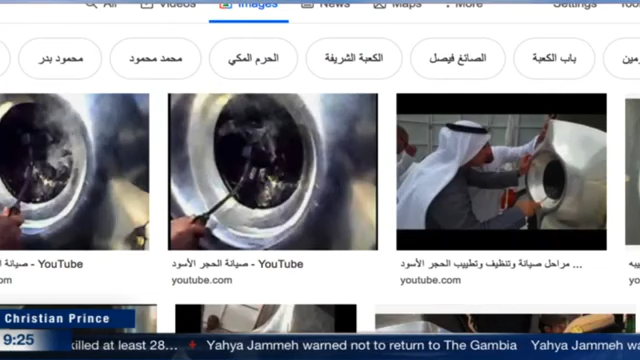 All Videos Images News Maps More Settings Tools
محمود بدر
محمد محمود
الحرم المكي
الكعبة الشريفة
الصائغ فيصل
باب الكعبة
صيانة الحجر الأسود - YouTube
youtube.com
مراحل صيانة وتنظيف وتطييب الحجر الأسود ...
youtube.com
Christian Prince
9:25
killed at least 28... Yahya Jammeh warned not to return to The Gambia Yahya Jammeh warned